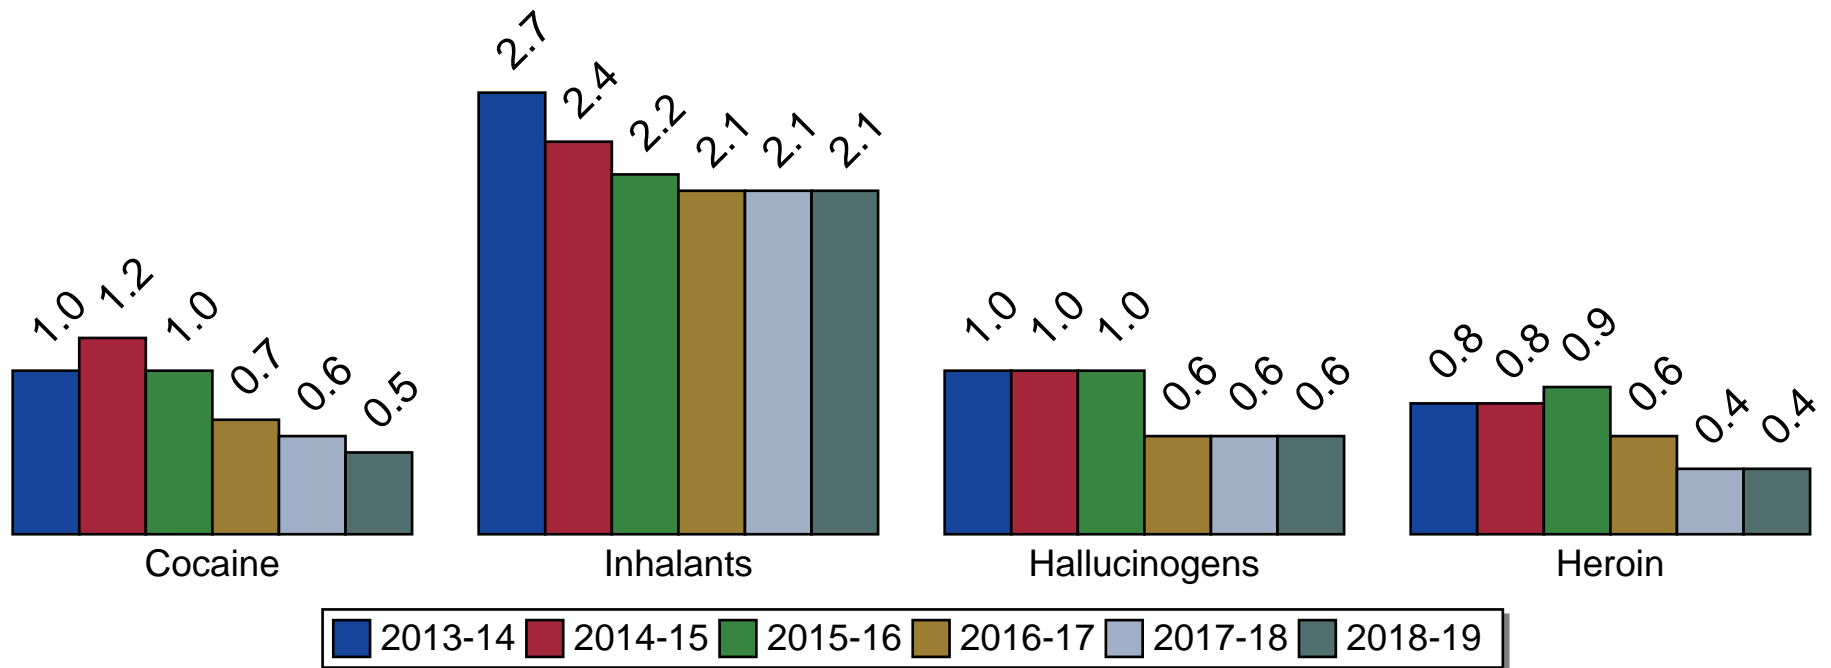 1.0 1.2 1.0 0.7 0.6 0.5
2.7 2.4 2.2 2.1 2.1 2.1
1.0 1.0 1.0 0.6 0.6 0.6
0.8 0.8 0.9 0.6 0.4 0.4
Cocaine Inhalants Hallucinogens Heroin
2013-14 2014-15 2015-16 2016-17 2017-18 2018-19